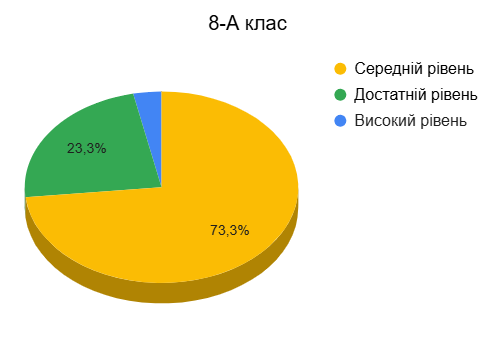 8-А клас
Середній рівень
Достатній рівень
Високий рівень
23,3%
73,3%